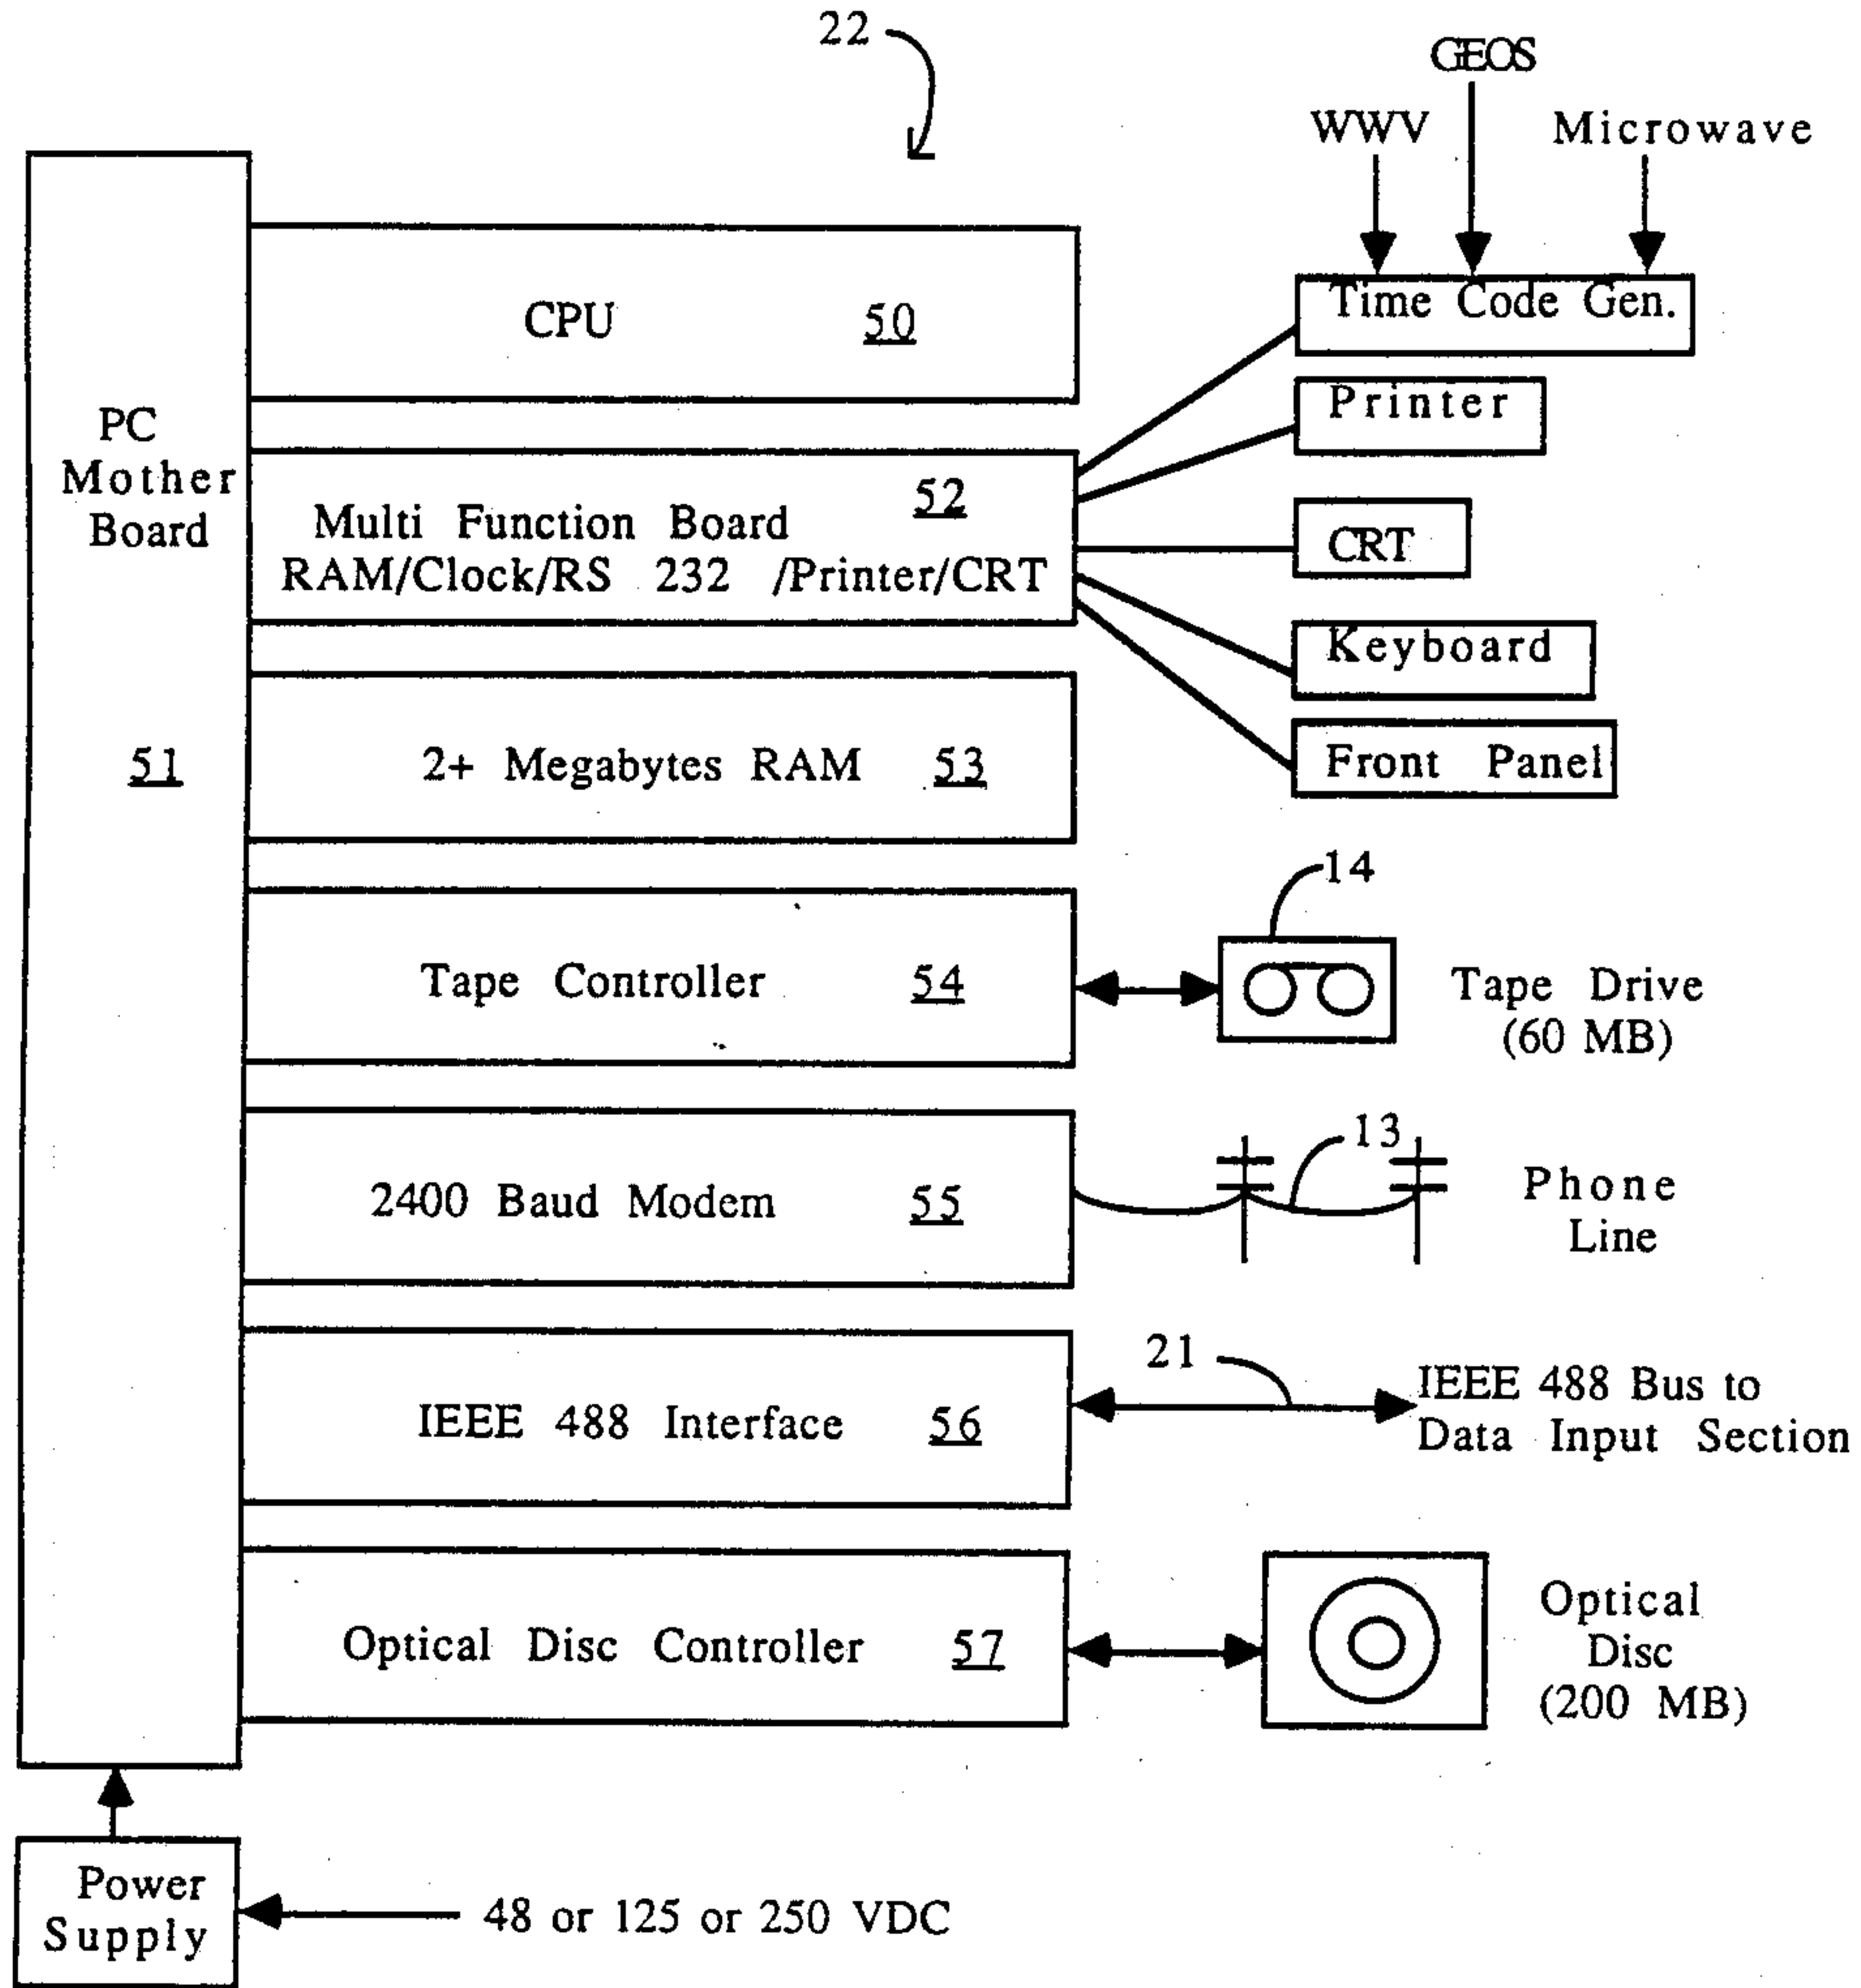 22
GEOS
WWV
Microwave
Time Code Gen.
CPU 50
Printer
PC
Mother
Board
52
Multi Function Board
RAM/Clock/RS 232 /Printer/CRT
CRT
Keyboard
51
2+ Megabytes RAM 53
Front Panel
14
Tape Controller 54
Tape Drive
(60 MB)
13
2400 Baud Modem 55
Phone
Line
21
IEEE 488 Interface 56
IEEE 488 Bus to
Data Input Section
Optical Disc Controller 57
Optical
Disc
(200 MB)
Power
Supply
48 or 125 or 250 VDC